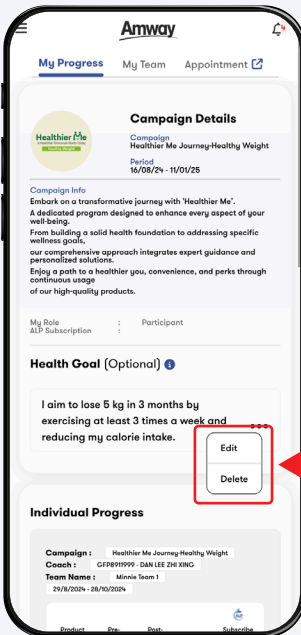 Amway
4
My Progress My Team Appointment
Healthier Me
Healthy Weight
Campaign Details
Campaign
Healthier Me Journey-Healthy Weight
Period
16/08/24 - 11/01/25
Campaign Info
Embark on a transformative journey with 'Healthier Me'.
A dedicated program designed to enhance every aspect of your
well-being.
From building a solid health foundation to addressing specific
wellness goals,
our comprehensive approach integrates expert guidance and
personalized solutions.
Enjoy a path to a healthier you, convenience, and perks through
continuous usage
of our high-quality products.
My Role : Participant
ALP Subscription :
Health Goal (Optional) i
I aim to lose 5 kg in 3 months by
exercising at least 3 times a week and
reducing my calorie intake.
Edit
Delete
Individual Progress
Campaign : Healthier Me Journey-Healthy Weight
Coach : GFP8911999 - DAN LEE ZHI XING
Team Name : Minnie Team 1
29/8/2024 - 28/10/2024
Product Pre- Post- Subscribe